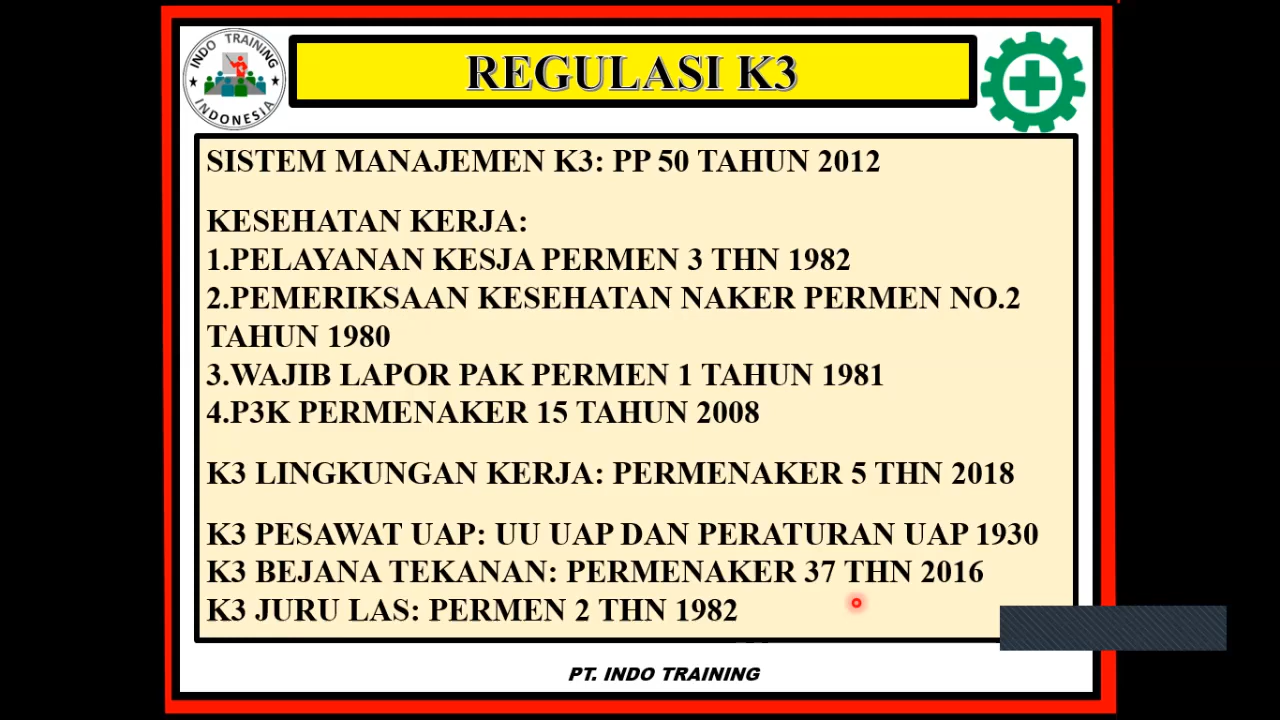 INDO TRAINING
INDONESIA
REGULASI K3
SISTEM MANAJEMEN K3: PP 50 TAHUN 2012
KESEHATAN KERJA:
1.PELAYANAN KESJA PERMEN 3 THN 1982
2.PEMERIKSAAN KESEHATAN NAKER PERMEN NO.2
TAHUN 1980
3.WAJIB LAPOR PAK PERMEN 1 TAHUN 1981
4.P3K PERMENAKER 15 TAHUN 2008
K3 LINGKUNGAN KERJA: PERMENAKER 5 THN 2018
K3 PESAWAT UAP: UU UAP DAN PERATURAN UAP 1930
K3 BEJANA TEKANAN: PERMENAKER 37 THN 2016
K3 JURU LAS: PERMEN 2 THN 1982
PT. INDO TRAINING